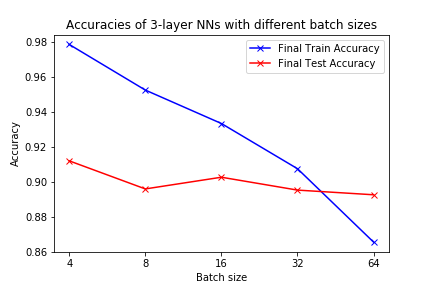 Accuracies of 3-layer NNs with different batch sizes
Final Train Accuracy
Final Test Accuracy
0.98
0.96
0.94
0.92
0.90
0.88
0.86
Accuracy
4 8 16 32 64
Batch size